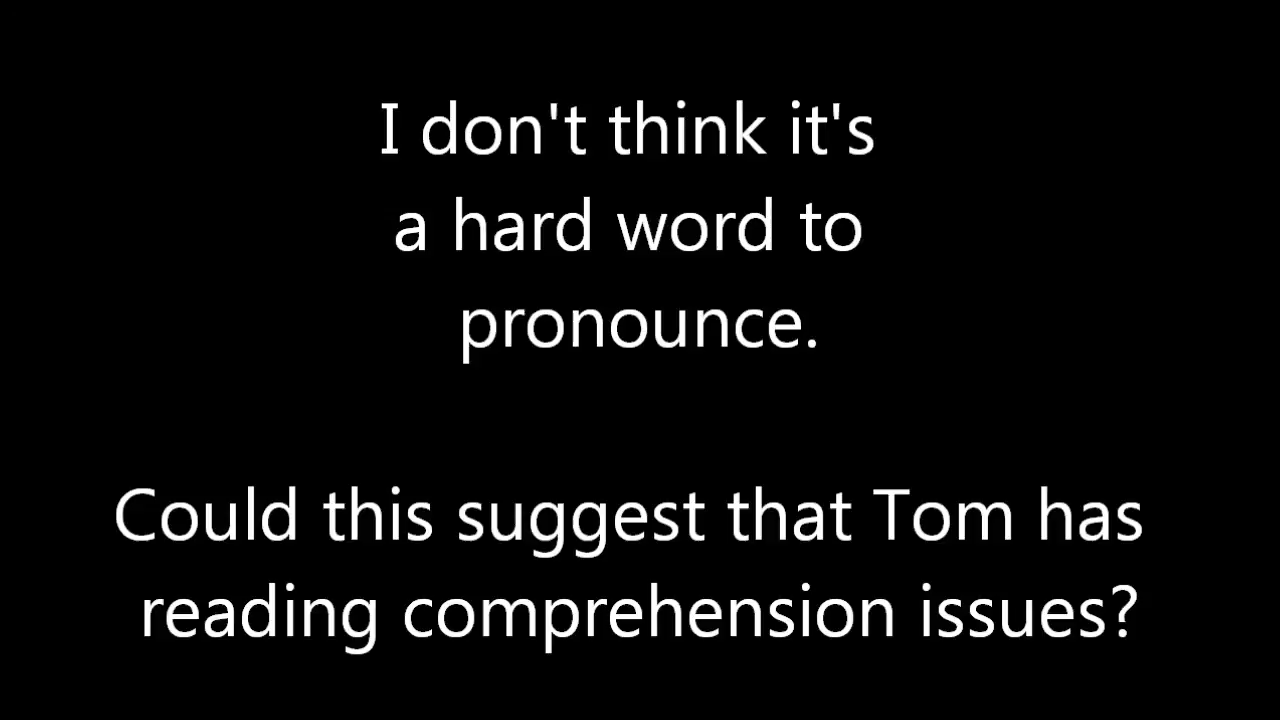 I don't think it's
a hard word to
pronounce.
Could this suggest that Tom has
reading comprehension issues?